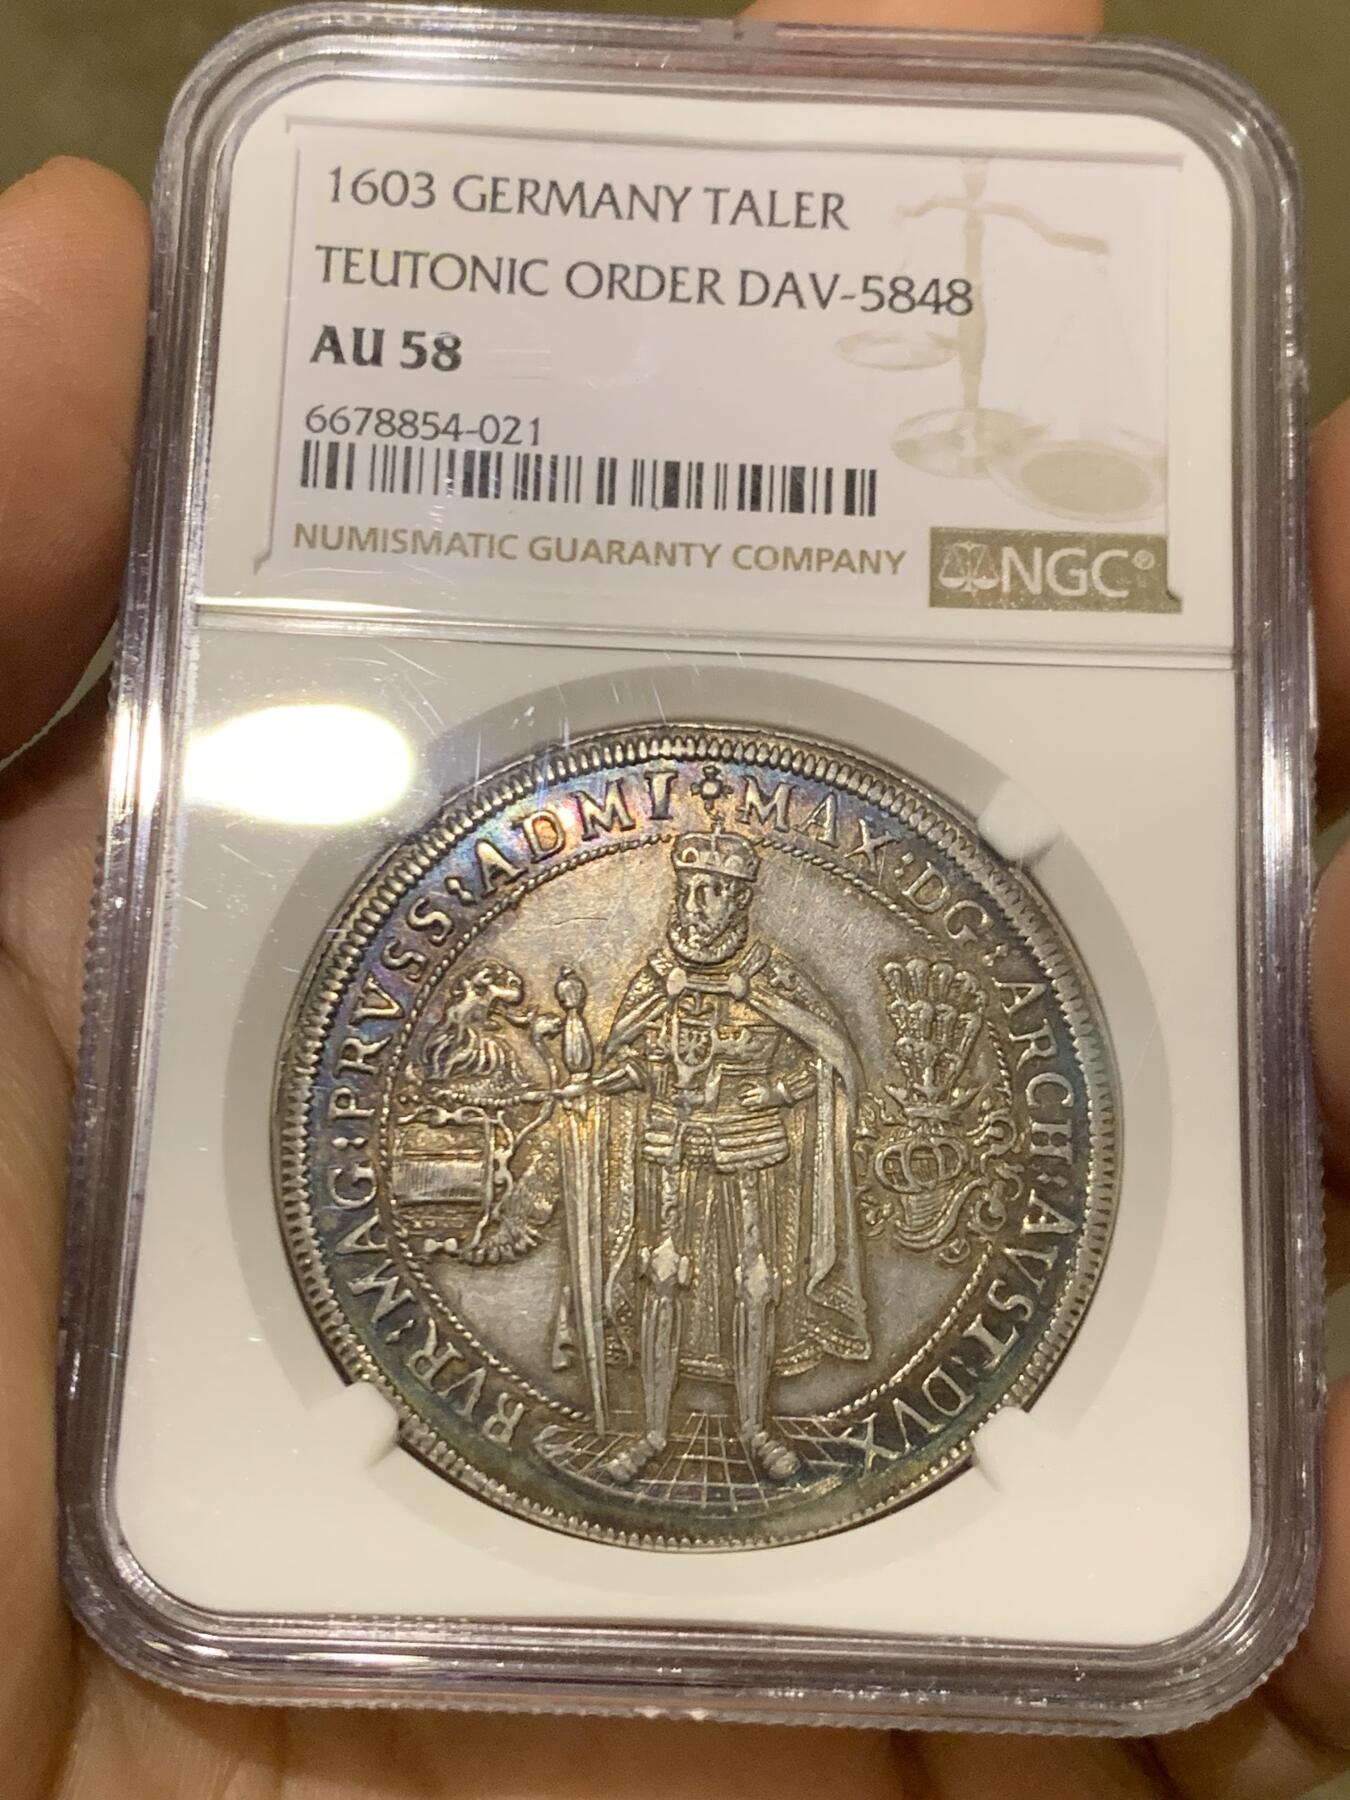 1603 GERMANY TALER
TEUTONIC ORDER DAV-5848
AU 58
6678854-021
NUMISMATIC GUARANTY COMPANY
NGC®
MAX:DG:ARCH:AVST:DVX
BVR:MAG:PRVSS:ADMI